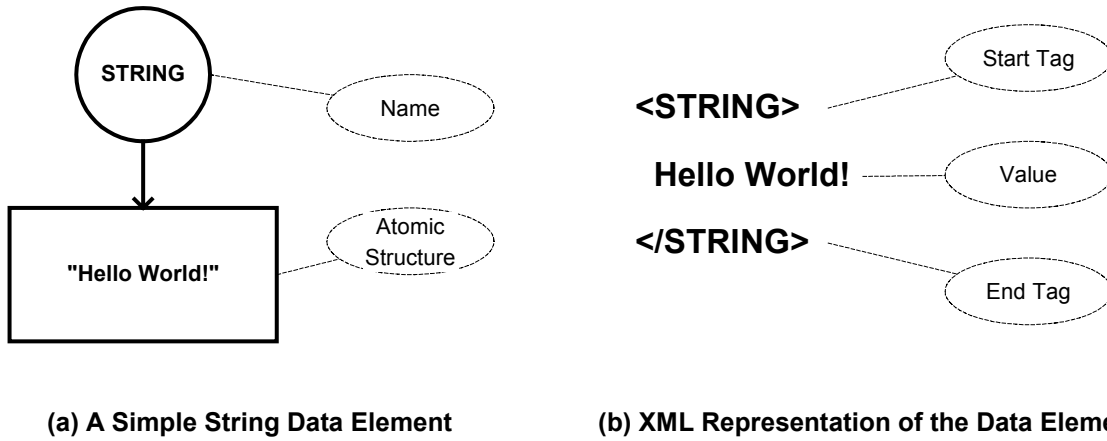 STRING
Name
"Hello World!"
Atomic
Structure
(a) A Simple String Data Element
<STRING>
Start Tag
Hello World!
Value
</STRING>
End Tag
(b) XML Representation of the Data